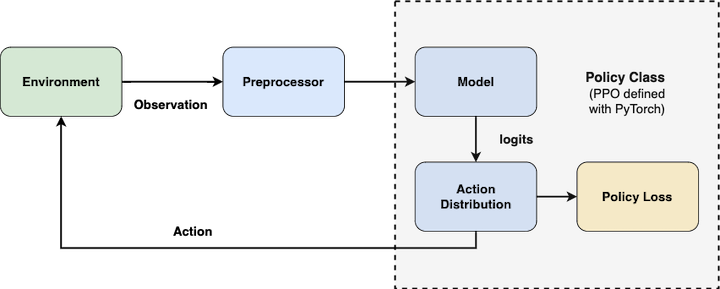 Environment
Observation
Preprocessor
Model
Policy Class
(PPO defined
with PyTorch)
logits
Action
Distribution
Policy Loss
Action